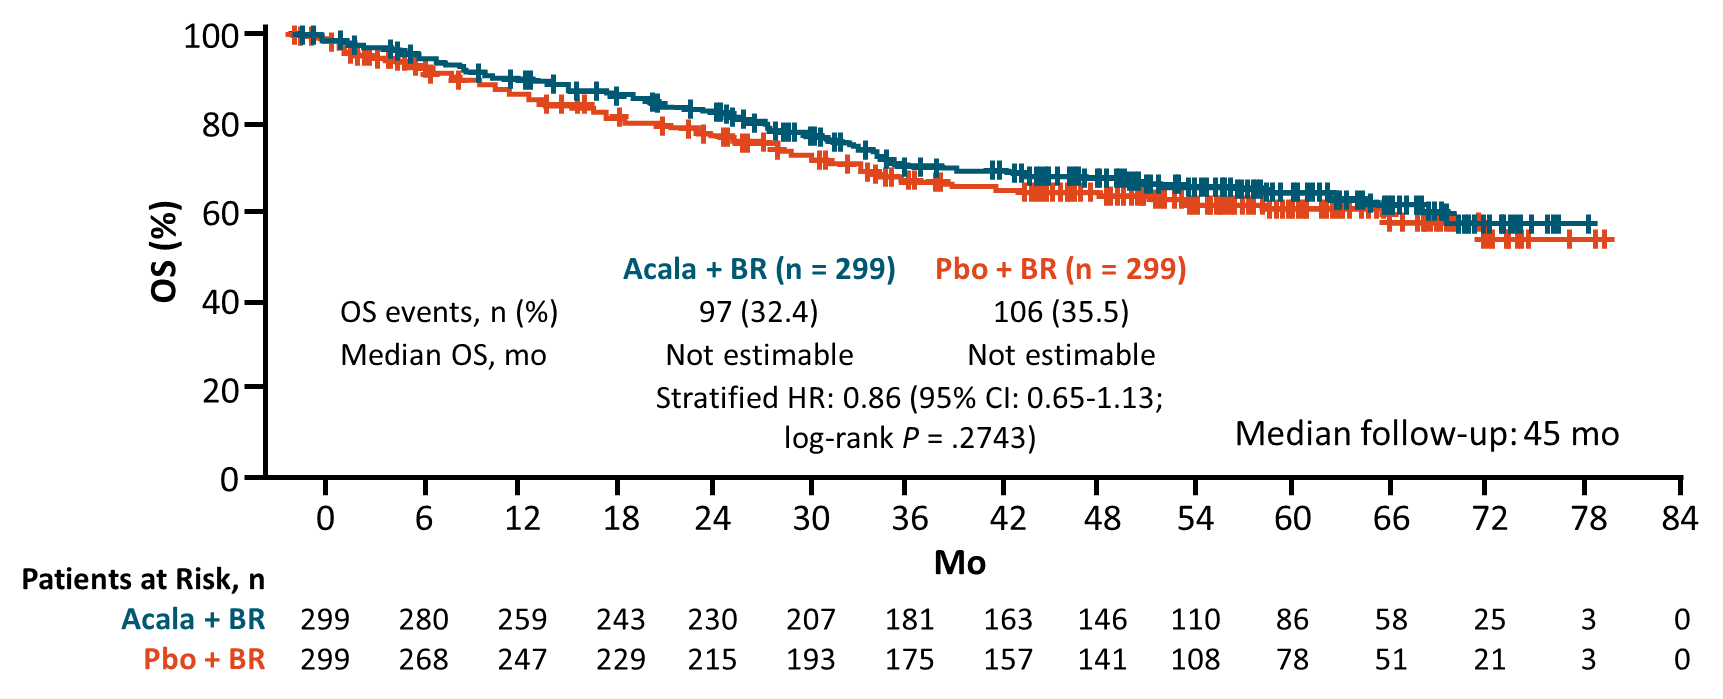 100
80
60
40
20
0
OS (%)
Acala + BR (n = 299) Pbo + BR (n = 299)
OS events, n (%) 97 (32.4) 106 (35.5)
Median OS, mo Not estimable Not estimable
Stratified HR: 0.86 (95% CI: 0.65-1.13;
log-rank P = .2743)
Median follow-up: 45 mo
0 6 12 18 24 30 36 42 48 54 60 66 72 78 84
Mo
Patients at Risk, n
Acala + BR 299 280 259 243 230 207 181 163 146 110 86 58 25 3 0
Pbo + BR 299 268 247 229 215 193 175 157 141 108 78 51 21 3 0